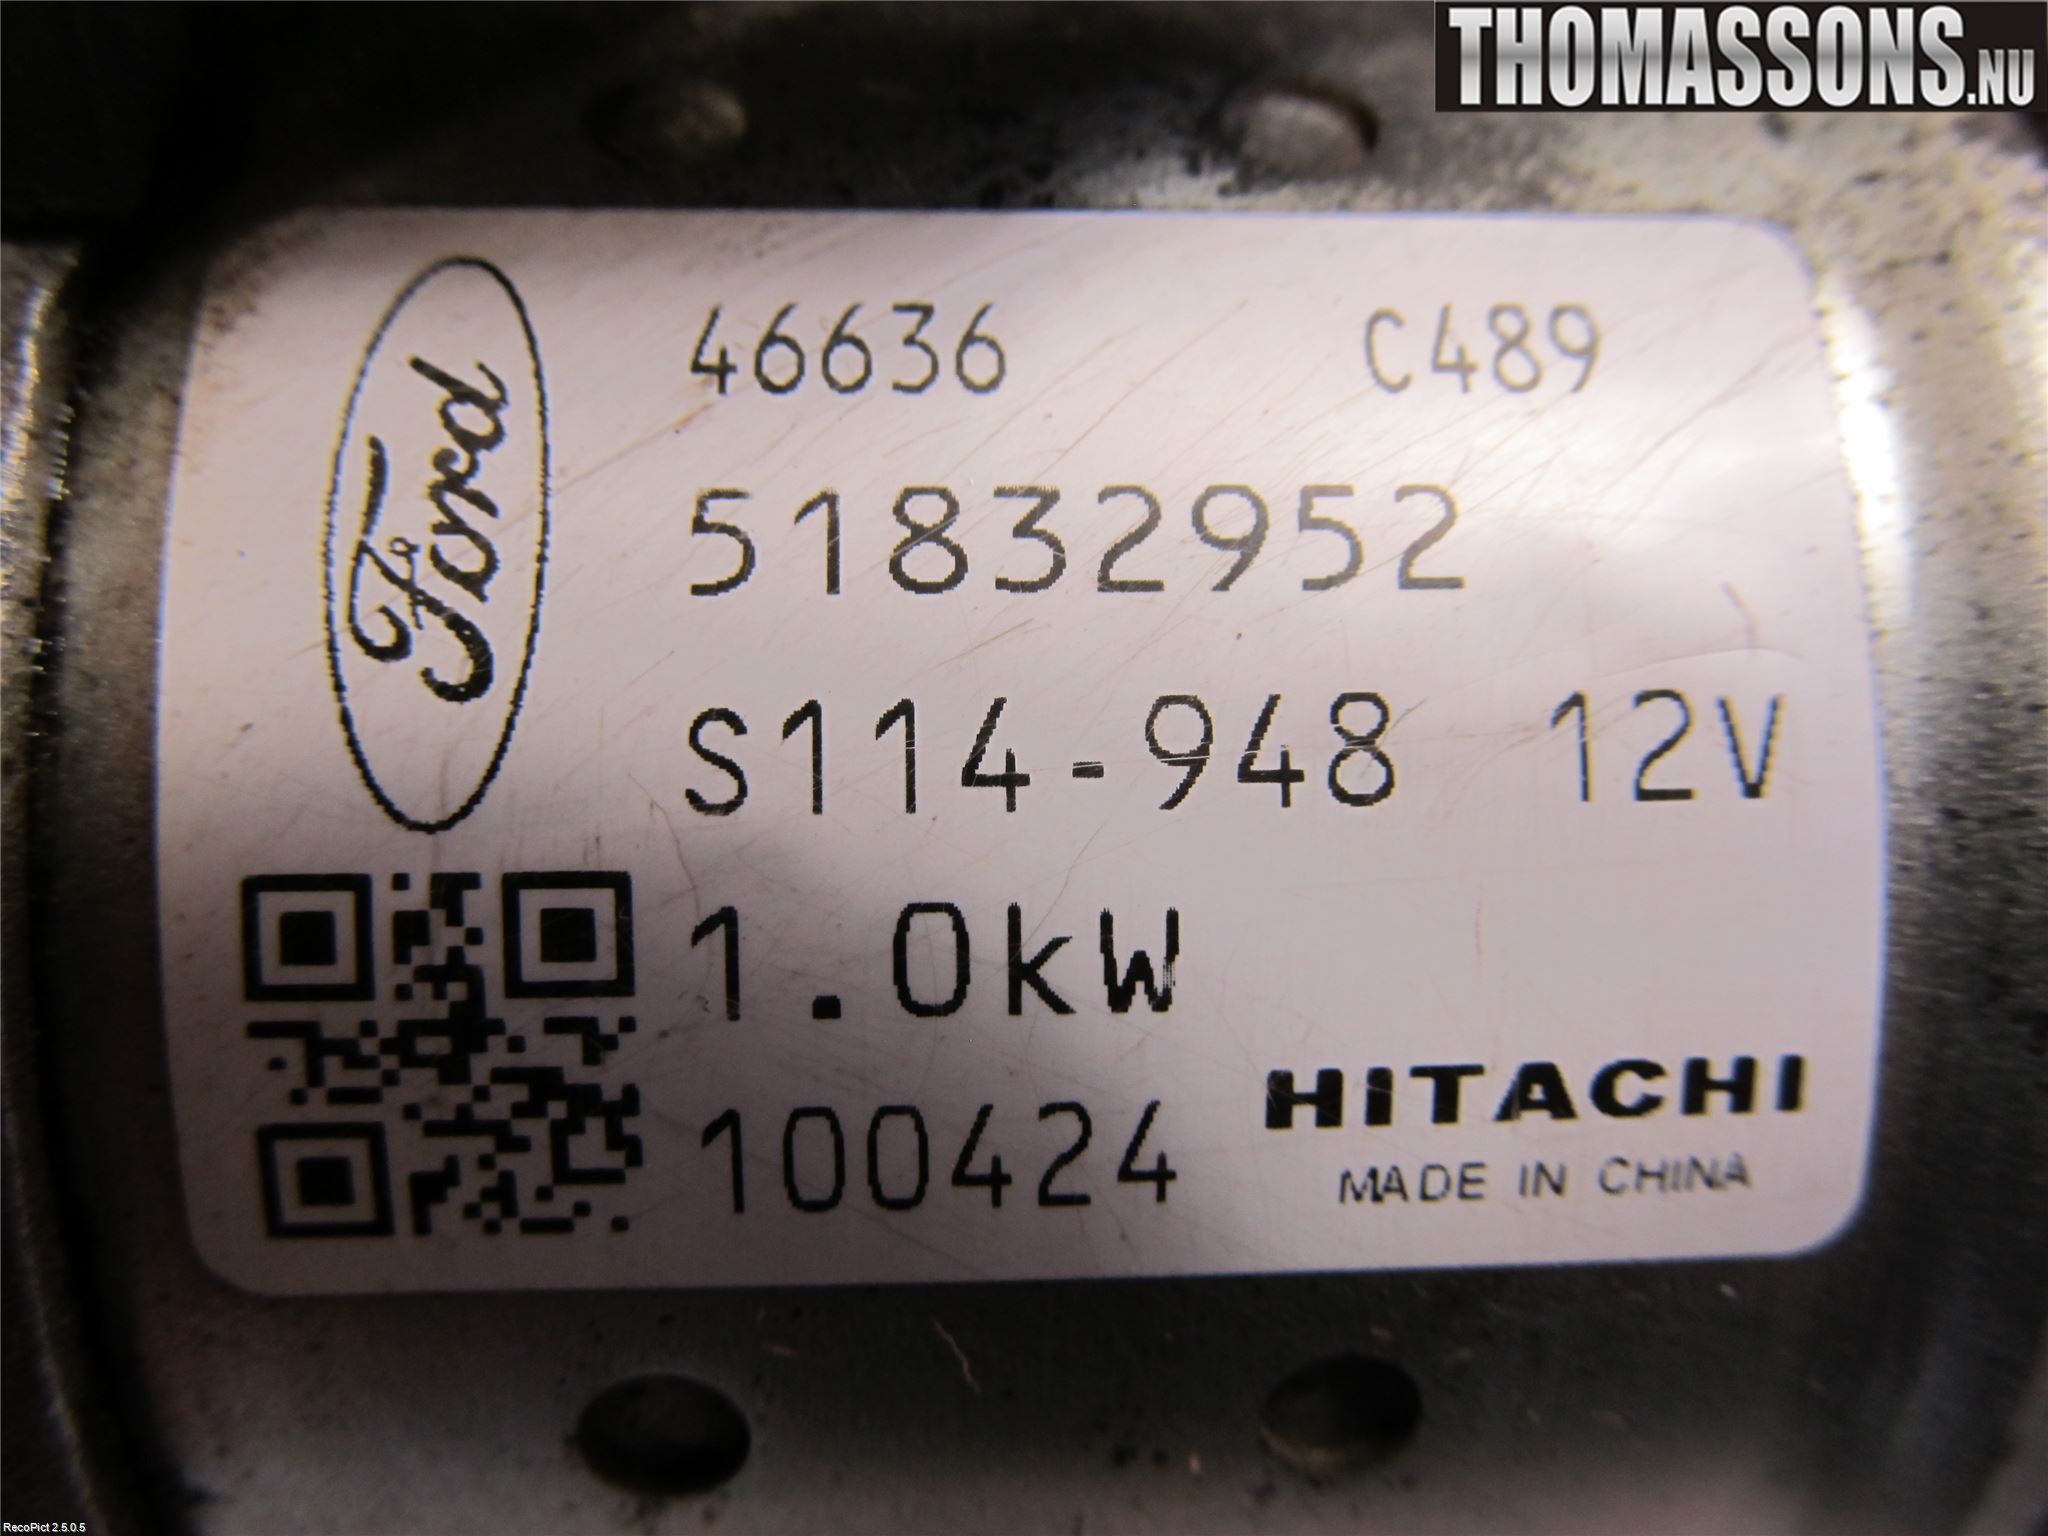 THOMASSONS.NU
Ford
46636 C489
51832952
S114-948 12V
1.0kW
100424
HITACHI
MADE IN CHINA
RecoPict 2.5.0.5